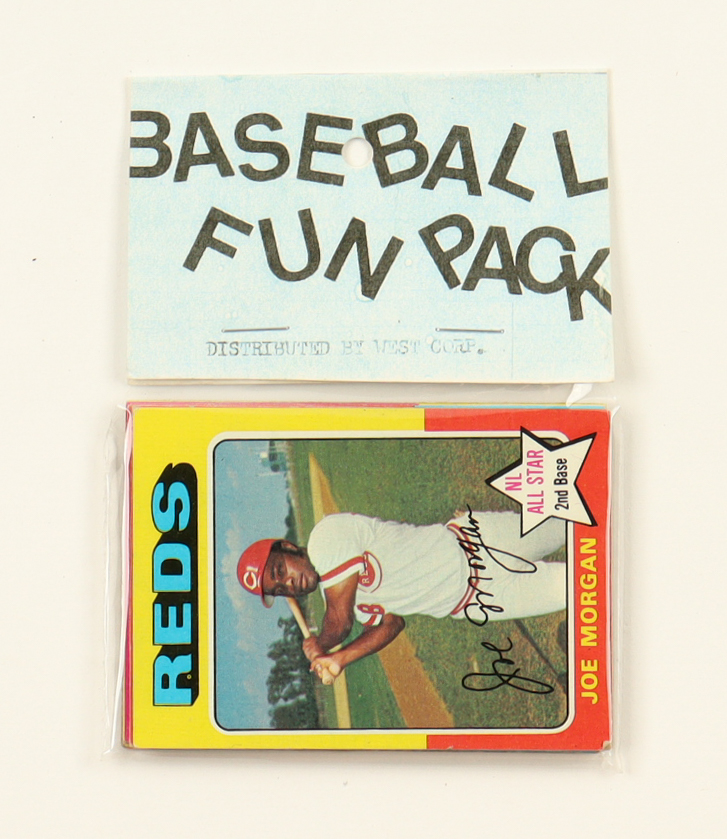 BASEBALL
FUN PACK
DISTRIBUTED BY WEST CORP.
REDS
NL
ALL STAR
2nd Base
Joe Morgan
JOE MORGAN